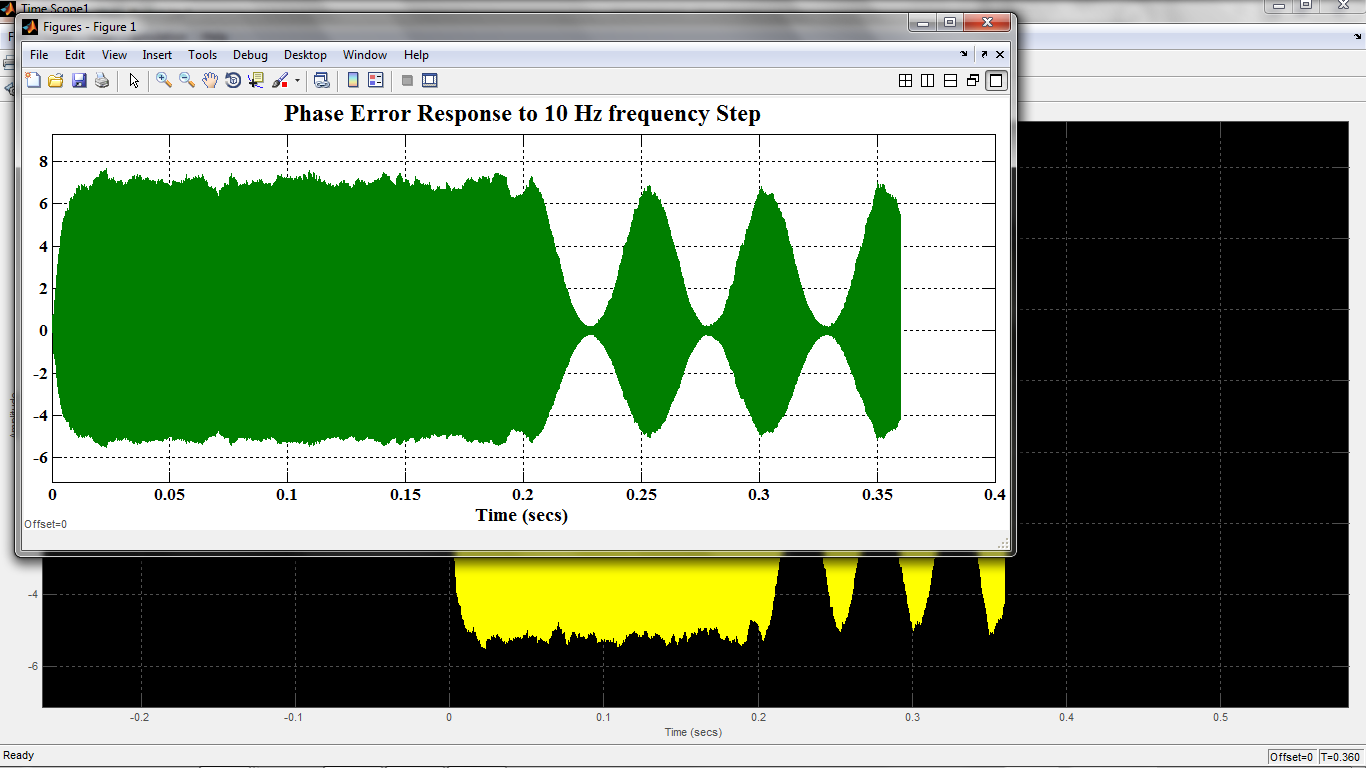 Time Scope1
Figures - Figure 1
File Edit View Insert Tools Debug Desktop Window Help
Phase Error Response to 10 Hz frequency Step
8
6
4
2
0
-2
-4
-6
0 0.05 0.1 0.15 0.2 0.25 0.3 0.35 0.4
Time (secs)
Offset=0
-4
-6
-0.2 -0.1 0 0.1 0.2 0.3 0.4 0.5
Time (secs)
Ready
Offset=0 T=0.360